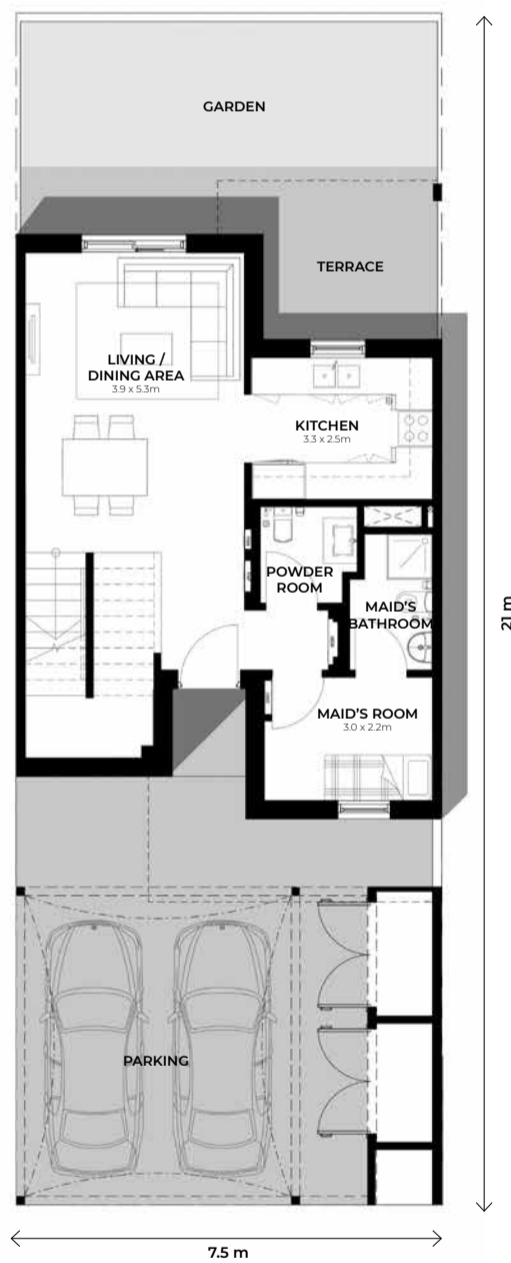 GARDEN
TERRACE
LIVING /
DINING AREA
3.9 x 5.3m
KITCHEN
3.3 x 2.5m
POWDER
ROOM
MAID'S
BATHROOM
MAID'S ROOM
3.0 x 2.2m
21 m
PARKING
7.5 m